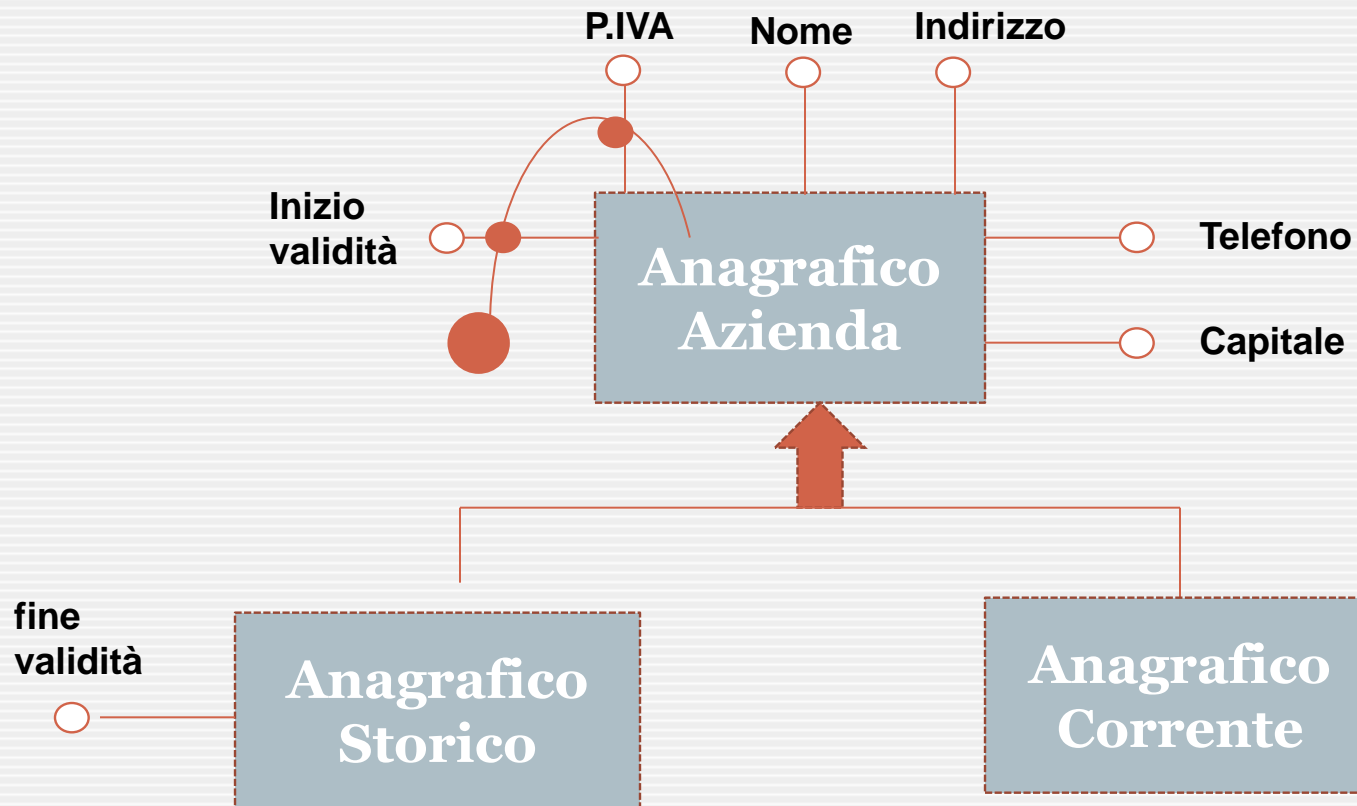 P.IVA
Nome
Indirizzo
Inizio
validità
Anagrafico
Azienda
Telefono
Capitale
fine
validità
Anagrafico
Storico
Anagrafico
Corrente